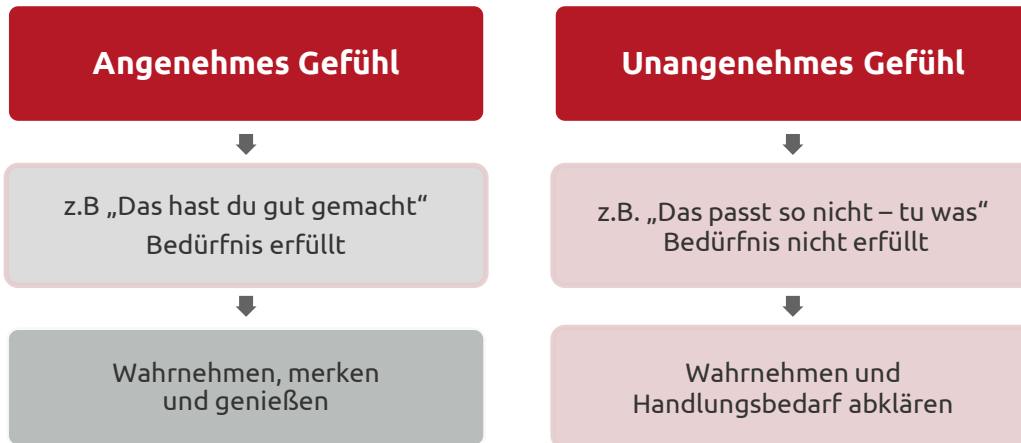 Angenehmes Gefühl
z.B „Das hast du gut gemacht“
Bedürfnis erfüllt
Wahrnehmen, merken
und genießen
Unangenehmes Gefühl
z.B. „Das passt so nicht – tu was“
Bedürfnis nicht erfüllt
Wahrnehmen und
Handlungsbedarf abklären